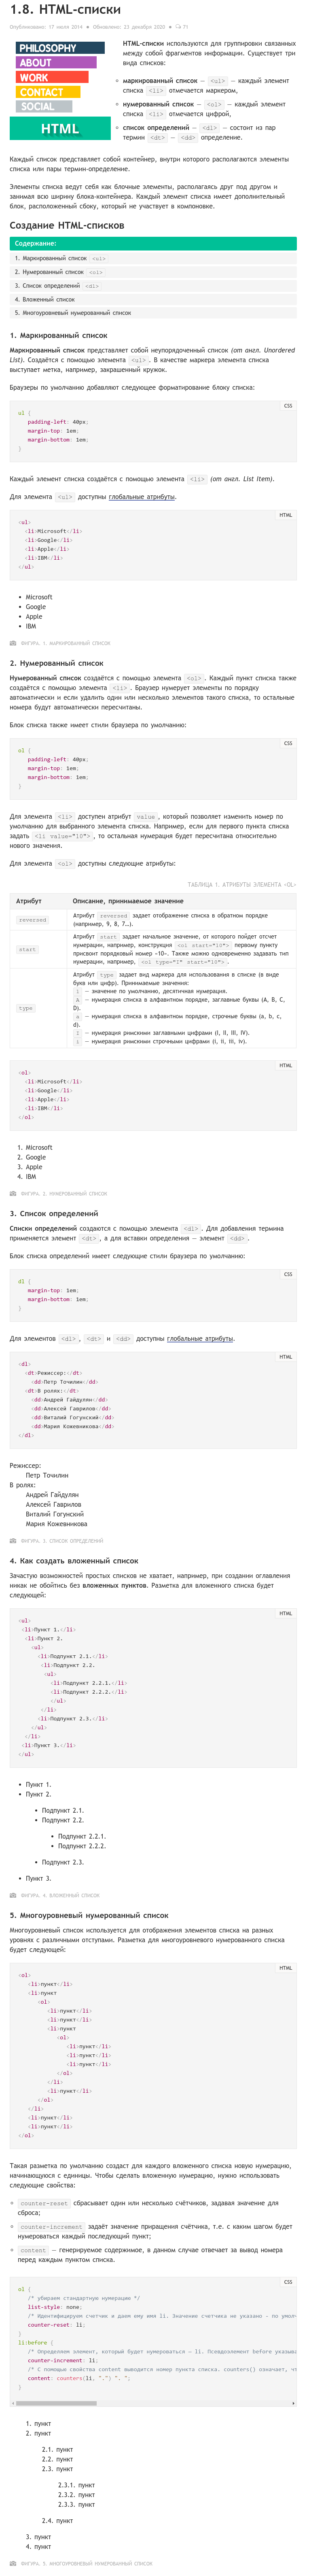 1.8. HTML-списки
Опубликовано: 17 июля 2014 • Обновлено: 23 декабря 2020 • 71
PHILOSOPHY
ABOUT
WORK
CONTACT
SOCIAL
HTML
HTML-списки используются для группировки связанных
между собой фрагментов информации. Существует три
вида списков:
маркированный список — <ul> — каждый элемент
списка <li> отмечается маркером,
нумерованный список — <ol> — каждый элемент
списка <li> отмечается цифрой,
список определений — <dl> — состоит из пар
термин <dt> — <dd> определение.
Каждый список представляет собой контейнер, внутри которого располагаются элементы
списка или пары термин-определение.
Элементы списка ведут себя как блочные элементы, располагаясь друг под другом и
занимая всю ширину блока-контейнера. Каждый элемент списка имеет дополнительный
блок, расположенный сбоку, который не участвует в компоновке.
Создание HTML-списков
Содержание:
1. Маркированный список <ul>
2. Нумерованный список <ol>
3. Список определений <dl>
4. Вложенный список
5. Многоуровневый нумерованный список
1. Маркированный список
Маркированный список представляет собой неупорядоченный список (от англ. Unordered
List). Создаётся с помощью элемента <ul>. В качестве маркера элемента списка
выступает метка, например, закрашенный кружок.
Браузеры по умолчанию добавляют следующее форматирование блоку списка:
CSS
ul {
padding-left: 40px;
margin-top: 1em;
margin-bottom: 1em;
}
Каждый элемент списка создаётся с помощью элемента <li> (от англ. List Item).
Для элемента <ul> доступны глобальные атрибуты.
HTML
<ul>
<li>Microsoft</li>
<li>Google</li>
<li>Apple</li>
<li>IBM</li>
</ul>
Microsoft
Google
Apple
IBM
ФИГУРА. 1. МАРКИРОВАННЫЙ СПИСОК
2. Нумерованный список
Нумерованный список создаётся с помощью элемента <ol>. Каждый пункт списка также
создаётся с помощью элемента <li>. Браузер нумерует элементы по порядку
автоматически и если удалить один или несколько элементов такого списка, то остальные
номера будут автоматически пересчитаны.
Блок списка также имеет стили браузера по умолчанию:
CSS
ol {
padding-left: 40px;
margin-top: 1em;
margin-bottom: 1em;
}
Для элемента <li> доступен атрибут value, который позволяет изменить номер по
умолчанию для выбранного элемента списка. Например, если для первого пункта списка
задать <li value="10">, то остальная нумерация будет пересчитана относительно
нового значения.
Для элемента <ol> доступны следующие атрибуты:
ТАБЛИЦА 1. АТРИБУТЫ ЭЛЕМЕНТА <OL>
Атрибут Описание, принимаемое значение
reversed
Атрибут reversed задает отображение списка в обратном порядке
(например, 9, 8, 7…).
start
Атрибут start задает начальное значение, от которого пойдет отсчет
нумерации, например, конструкция <ol start="10"> первому пункту
присвоит порядковый номер «10». Также можно одновременно задавать тип
нумерации, например, <ol type="I" start="10">.
type
Атрибут type задает вид маркера для использования в списке (в виде
букв или цифр). Принимаемые значения:
1 — значение по умолчанию, десятичная нумерация.
A — нумерация списка в алфавитном порядке, заглавные буквы (A, B, C,
D).
a — нумерация списка в алфавитном порядке, строчные буквы (a, b, c,
d).
I — нумерация римскими заглавными цифрами (I, II, III, IV).
i — нумерация римскими строчными цифрами (i, ii, iii, iv).
HTML
<ol>
<li>Microsoft</li>
<li>Google</li>
<li>Apple</li>
<li>IBM</li>
</ol>
1. Microsoft
2. Google
3. Apple
4. IBM
ФИГУРА. 2. НУМЕРОВАННЫЙ СПИСОК
3. Список определений
Списки определений создаются с помощью элемента <dl>. Для добавления термина
применяется элемент <dt>, а для вставки определения — элемент <dd>.
Блок списка определений имеет следующие стили браузера по умолчанию:
CSS
dl {
margin-top: 1em;
margin-bottom: 1em;
}
Для элементов <dl>, <dt> и <dd> доступны глобальные атрибуты.
HTML
<dl>
<dt>Режиссер:</dt>
<dd>Петр Точилин</dd>
<dt>В ролях:</dt>
<dd>Андрей Гайдулян</dd>
<dd>Алексей Гаврилов</dd>
<dd>Виталий Гогунский</dd>
<dd>Мария Кожевникова</dd>
</dl>
Режиссер:
Петр Точилин
В ролях:
Андрей Гайдулян
Алексей Гаврилов
Виталий Гогунский
Мария Кожевникова
ФИГУРА. 3. СПИСОК ОПРЕДЕЛЕНИЙ
4. Как создать вложенный список
Зачастую возможностей простых списков не хватает, например, при создании оглавления
никак не обойтись без вложенных пунктов. Разметка для вложенного списка будет
следующей:
HTML
<ul>
<li>Пункт 1.</li>
<li>Пункт 2.
<ul>
<li>Подпункт 2.1.</li>
<li>Подпункт 2.2.
<ul>
<li>Подпункт 2.2.1.</li>
<li>Подпункт 2.2.2.</li>
</ul>
</li>
<li>Подпункт 2.3.</li>
</ul>
</li>
<li>Пункт 3.</li>
</ul>
Пункт 1.
Пункт 2.
Подпункт 2.1.
Подпункт 2.2.
Подпункт 2.2.1.
Подпункт 2.2.2.
Подпункт 2.3.
Пункт 3.
ФИГУРА. 4. ВЛОЖЕННЫЙ СПИСОК
5. Многоуровневый нумерованный список
Многоуровневый список используется для отображения элементов списка на разных
уровнях с различными отступами. Разметка для многоуровневого нумерованного списка
будет следующей:
HTML
<ol>
<li>пункт</li>
<li>пункт
<ol>
<li>пункт</li>
<li>пункт</li>
<li>пункт
<ol>
<li>пункт</li>
<li>пункт</li>
<li>пункт</li>
</ol>
</li>
<li>пункт</li>
</ol>
</li>
<li>пункт</li>
<li>пункт</li>
</ol>
Такая разметка по умолчанию создаст для каждого вложенного списка новую нумерацию,
начинающуюся с единицы. Чтобы сделать вложенную нумерацию, нужно использовать
следующие свойства:
counter-reset сбрасывает один или несколько счётчиков, задавая значение для
сброса;
counter-increment задаёт значение приращения счётчика, т.е. с каким шагом будет
нумероваться каждый последующий пункт;
content — генерируемое содержимое, в данном случае отвечает за вывод номера
перед каждым пунктом списка.
CSS
ol {
/* убираем стандартную нумерацию */
list-style: none;
/* Идентифицируем счетчик и даем ему имя li. Значение счетчика не указано - по умолч
counter-reset: li;
}
li:before {
/* Определяем элемент, который будет нумероваться — li. Псевдоэлемент before указыва
counter-increment: li;
/* С помощью свойства content выводится номер пункта списка. counters() означает, чт
content: counters(li, ".") ". ";
}
1. пункт
2. пункт
2.1. пункт
2.2. пункт
2.3. пункт
2.3.1. пункт
2.3.2. пункт
2.3.3. пункт
2.4. пункт
3. пункт
4. пункт
ФИГУРА. 5. МНОГОУРОВНЕВЫЙ НУМЕРОВАННЫЙ СПИСОК